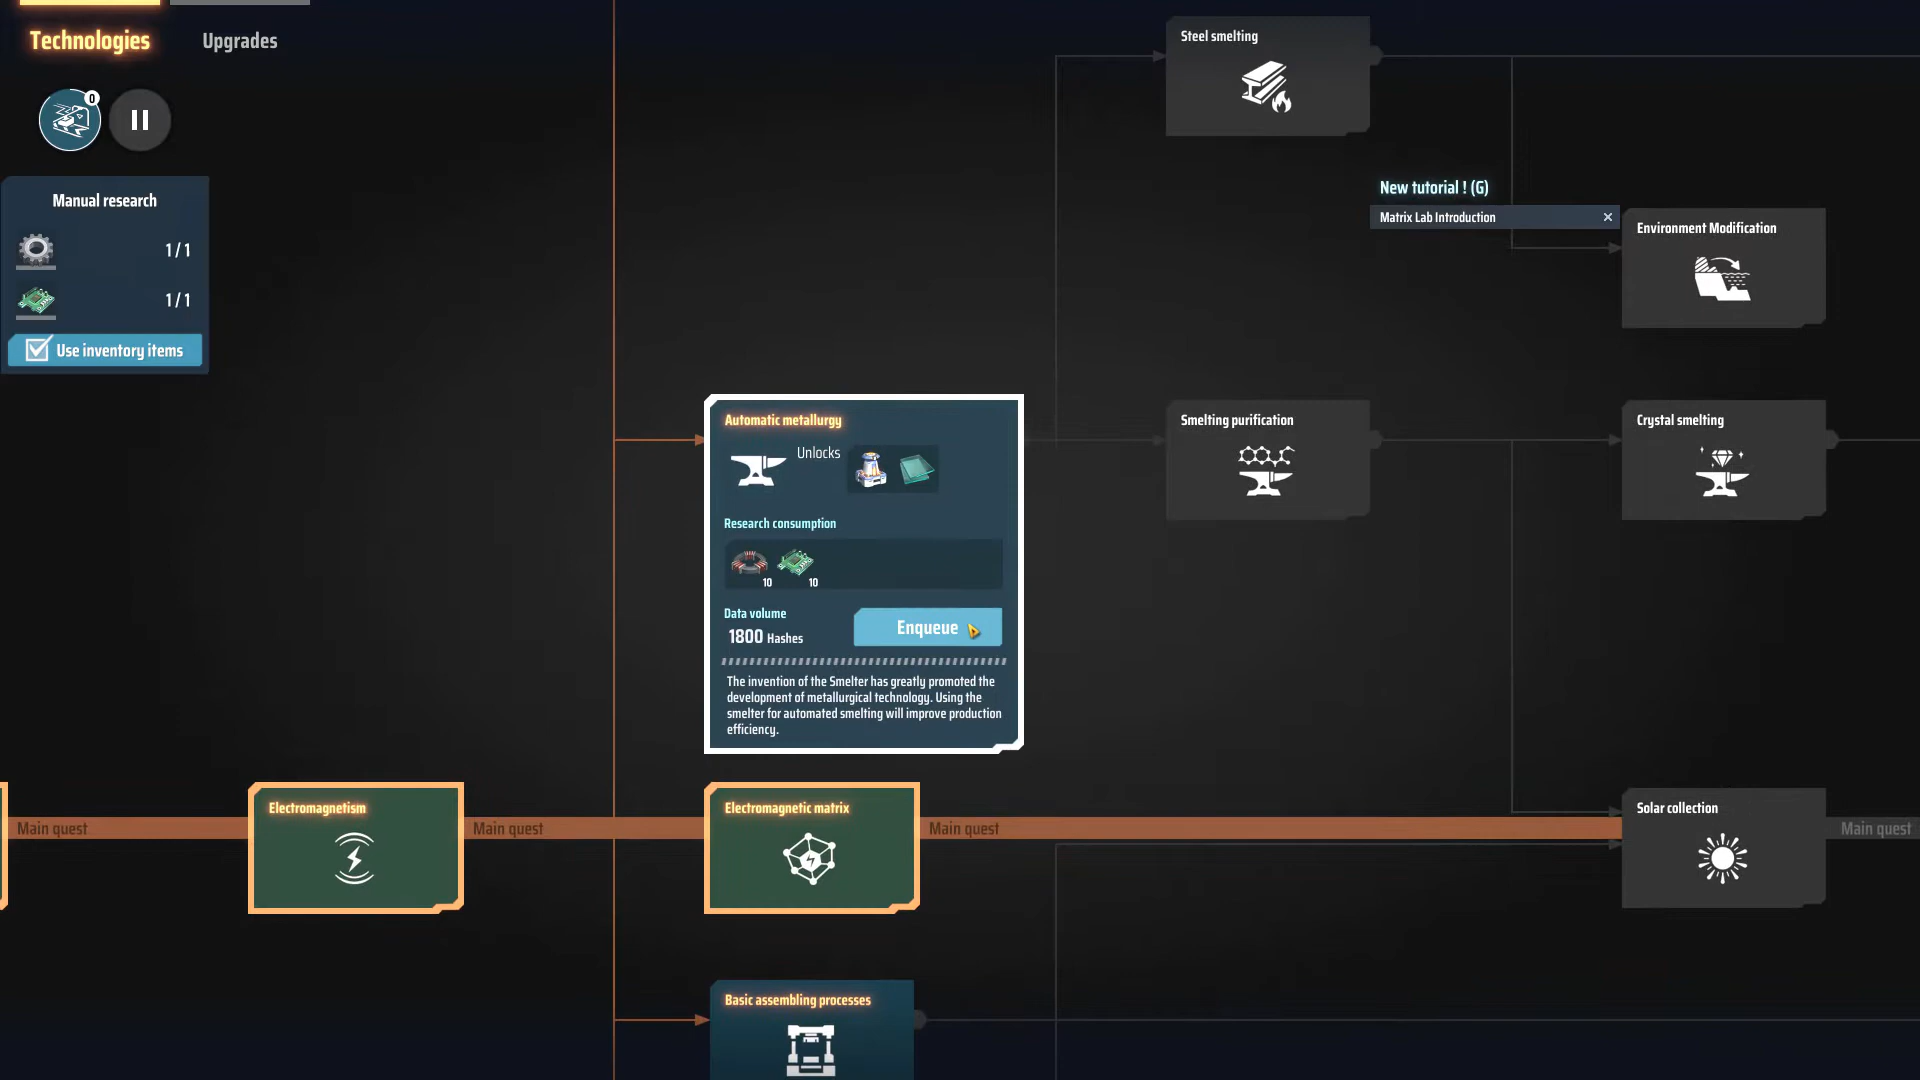 Technologies
Upgrades
0
Manual research
1 / 1
1 / 1
Use inventory items
Steel smelting
New tutorial ! (G)
Matrix Lab Introduction
Environment Modification
Automatic metallurgy
Unlocks
Research consumption
10
10
Data volume
1800 Hashes
Enqueue
The invention of the Smelter has greatly promoted the
development of metallurgical technology. Using the
smelter for automated smelting will improve production
efficiency.
Smelting purification
Crystal smelting
Main quest
Electromagnetism
Main quest
Electromagnetic matrix
Main quest
Solar collection
Main quest
Basic assembling processes